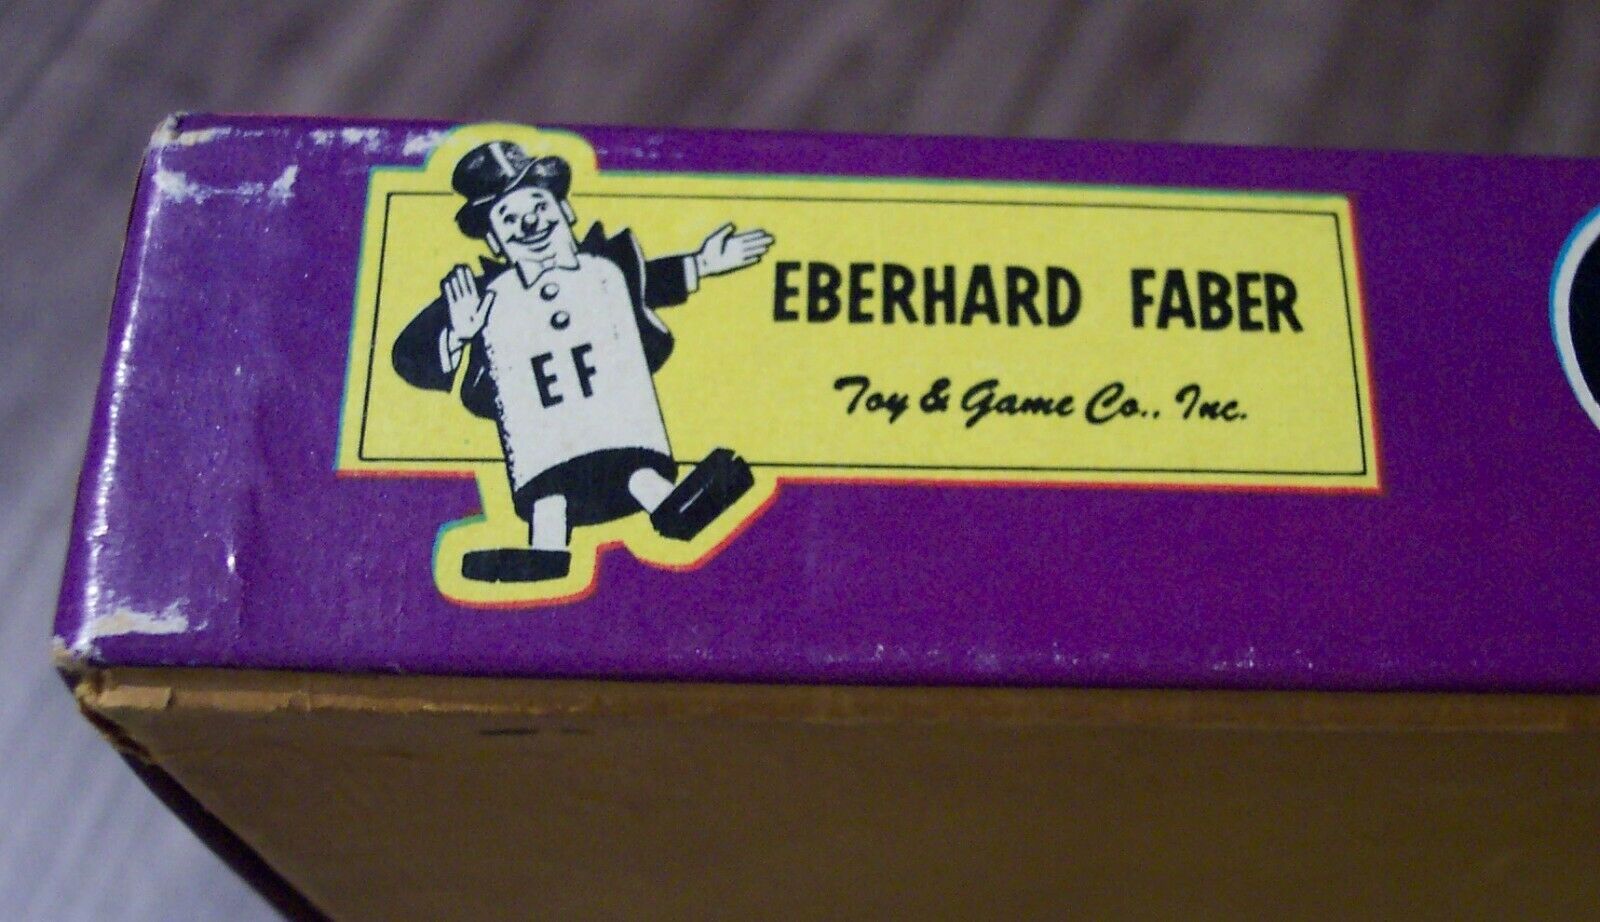 EBERHARD FABER
Toy & Game Co., Inc.
EF